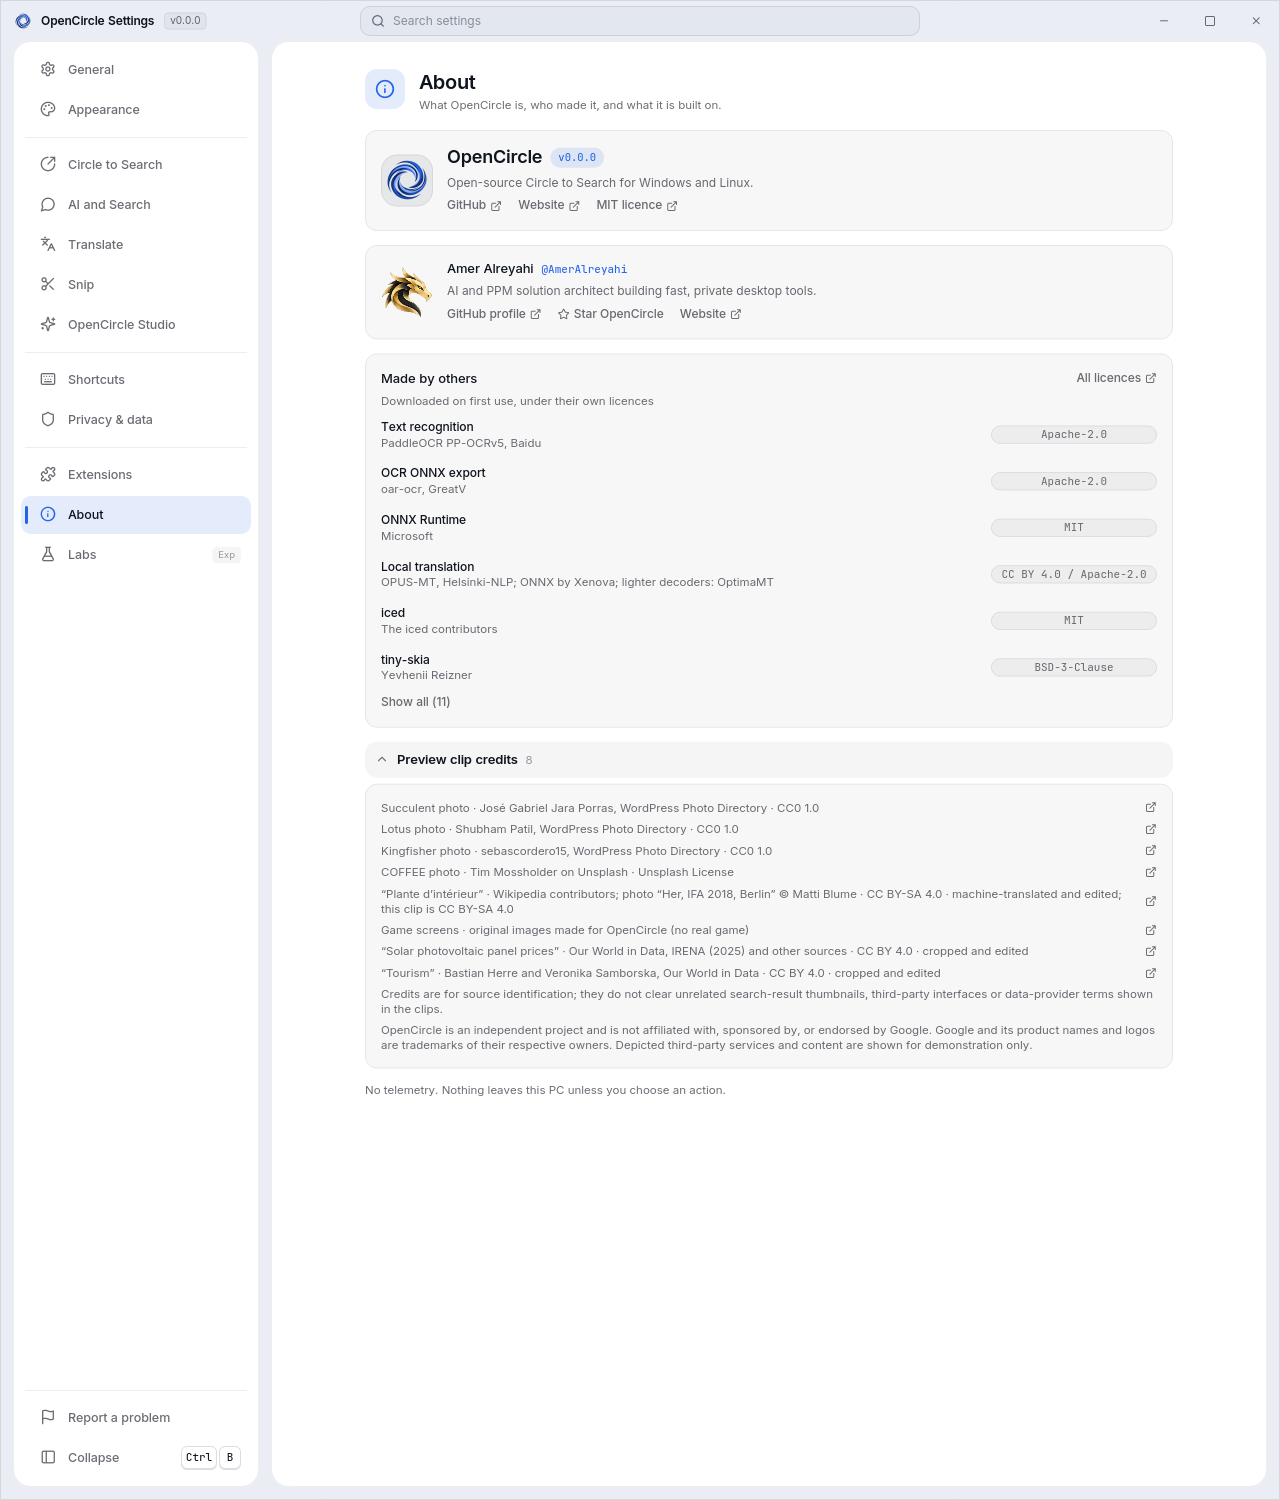 OpenCircle Settings v0.0.0
Search settings
General
Appearance
Circle to Search
AI and Search
Translate
Snip
OpenCircle Studio
Shortcuts
Privacy & data
Extensions
About
Labs Exp
Report a problem
Collapse Ctrl B
About
What OpenCircle is, who made it, and what it is built on.
OpenCircle v0.0.0
Open-source Circle to Search for Windows and Linux.
GitHub Website MIT licence
Amer Alreyahi @AmerAlreyahi
AI and PPM solution architect building fast, private desktop tools.
GitHub profile Star OpenCircle Website
Made by others All licences
Downloaded on first use, under their own licences
Text recognition
PaddleOCR PP-OCRv5, Baidu
Apache-2.0
OCR ONNX export
oar-ocr, GreatV
Apache-2.0
ONNX Runtime
Microsoft
MIT
Local translation
OPUS-MT, Helsinki-NLP; ONNX by Xenova; lighter decoders: OptimaMT
CC BY 4.0 / Apache-2.0
iced
The iced contributors
MIT
tiny-skia
Yevhenii Reizner
BSD-3-Clause
Show all (11)
Preview clip credits 8
Succulent photo · José Gabriel Jara Porras, WordPress Photo Directory · CC0 1.0
Lotus photo · Shubham Patil, WordPress Photo Directory · CC0 1.0
Kingfisher photo · sebascordero15, WordPress Photo Directory · CC0 1.0
COFFEE photo · Tim Mossholder on Unsplash · Unsplash License
“Plante d’intérieur” · Wikipedia contributors; photo “Her, IFA 2018, Berlin” © Matti Blume · CC BY-SA 4.0 · machine-translated and edited;
this clip is CC BY-SA 4.0
Game screens · original images made for OpenCircle (no real game)
“Solar photovoltaic panel prices” · Our World in Data, IRENA (2025) and other sources · CC BY 4.0 · cropped and edited
“Tourism” · Bastian Herre and Veronika Samborska, Our World in Data · CC BY 4.0 · cropped and edited
Credits are for source identification; they do not clear unrelated search-result thumbnails, third-party interfaces or data-provider terms shown
in the clips.
OpenCircle is an independent project and is not affiliated with, sponsored by, or endorsed by Google. Google and its product names and logos
are trademarks of their respective owners. Depicted third-party services and content are shown for demonstration only.
No telemetry. Nothing leaves this PC unless you choose an action.